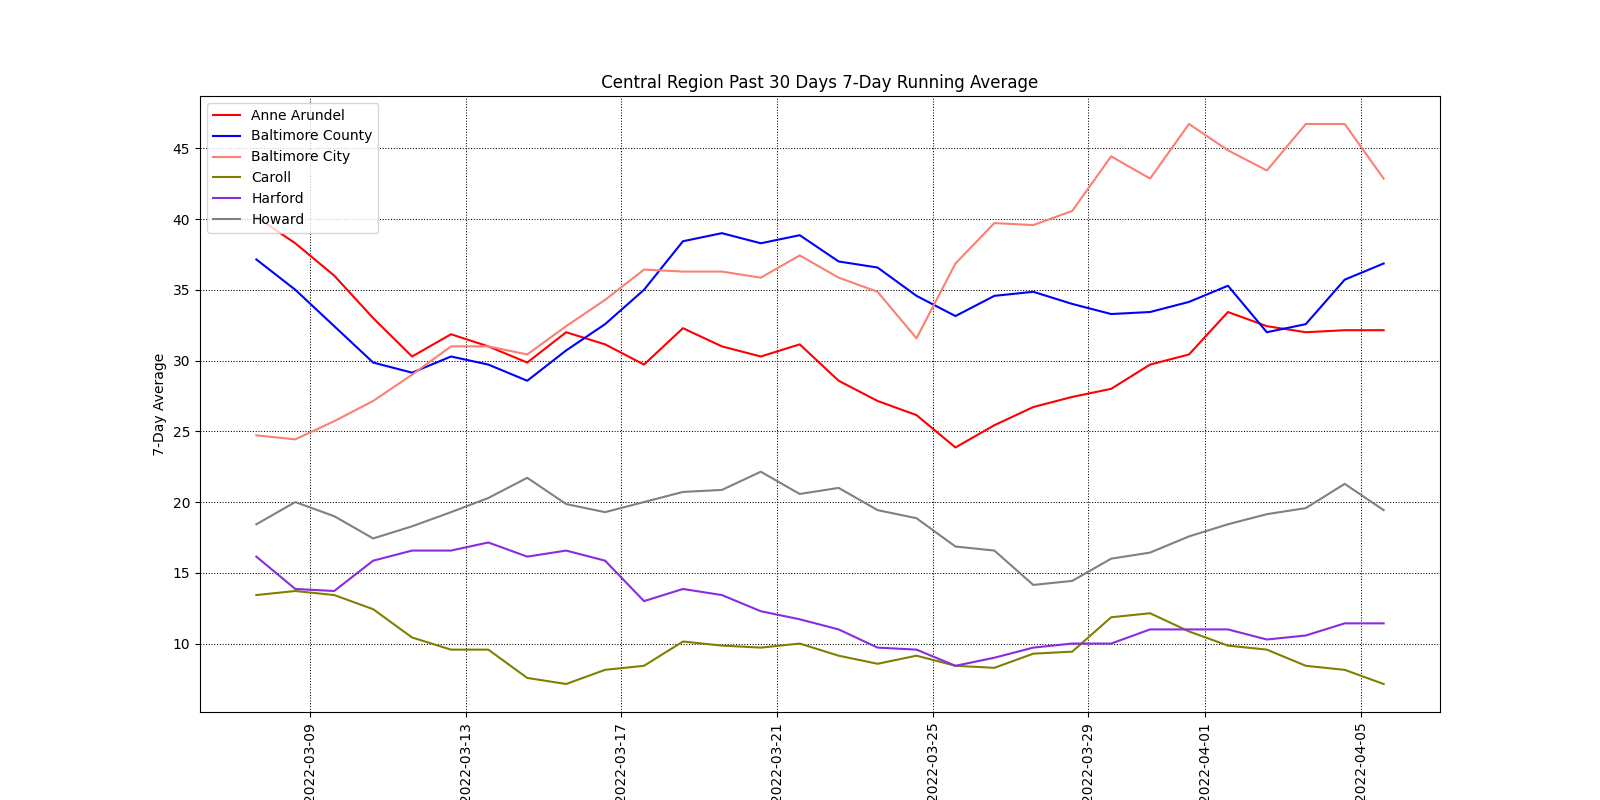 Central Region Past 30 Days 7-Day Running Average
Anne Arundel
Baltimore County
Baltimore City
Caroll
Harford
Howard
7-Day Average
45
40
35
30
25
20
15
10
2022-03-09
2022-03-13
2022-03-17
2022-03-21
2022-03-25
2022-03-29
2022-04-01
2022-04-05